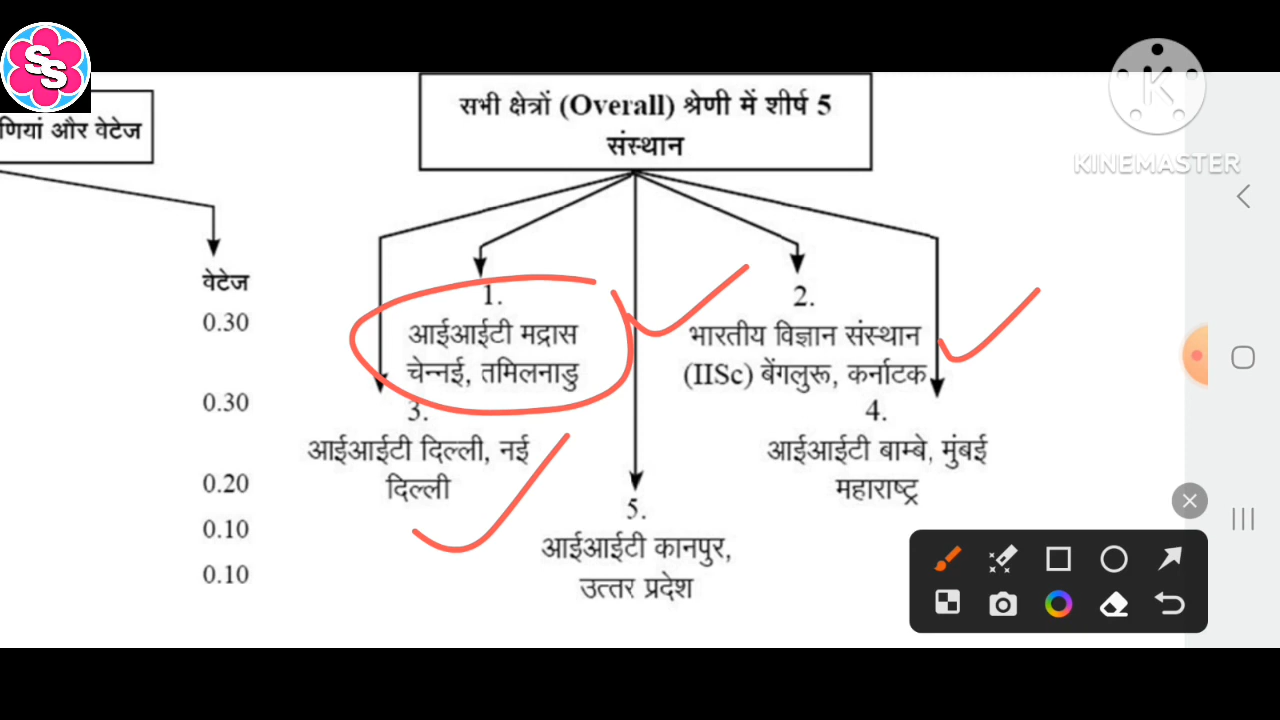 SS
KINEMASTER
सभी क्षेत्रों (Overall) श्रेणी में शीर्ष 5
संस्थान
णियां और वेटेज
वेटेज
0.30
0.30
0.20
0.10
0.10
1.
आईआईटी मद्रास
चेन्नई, तमिलनाडु
2.
भारतीय विज्ञान संस्थान
(IISc) बेंगलुरू, कर्नाटक
3.
आईआईटी दिल्ली, नई
दिल्ली
4.
आईआईटी बाम्बे, मुंबई
महाराष्ट्र
5.
आईआईटी कानपुर,
उत्तर प्रदेश